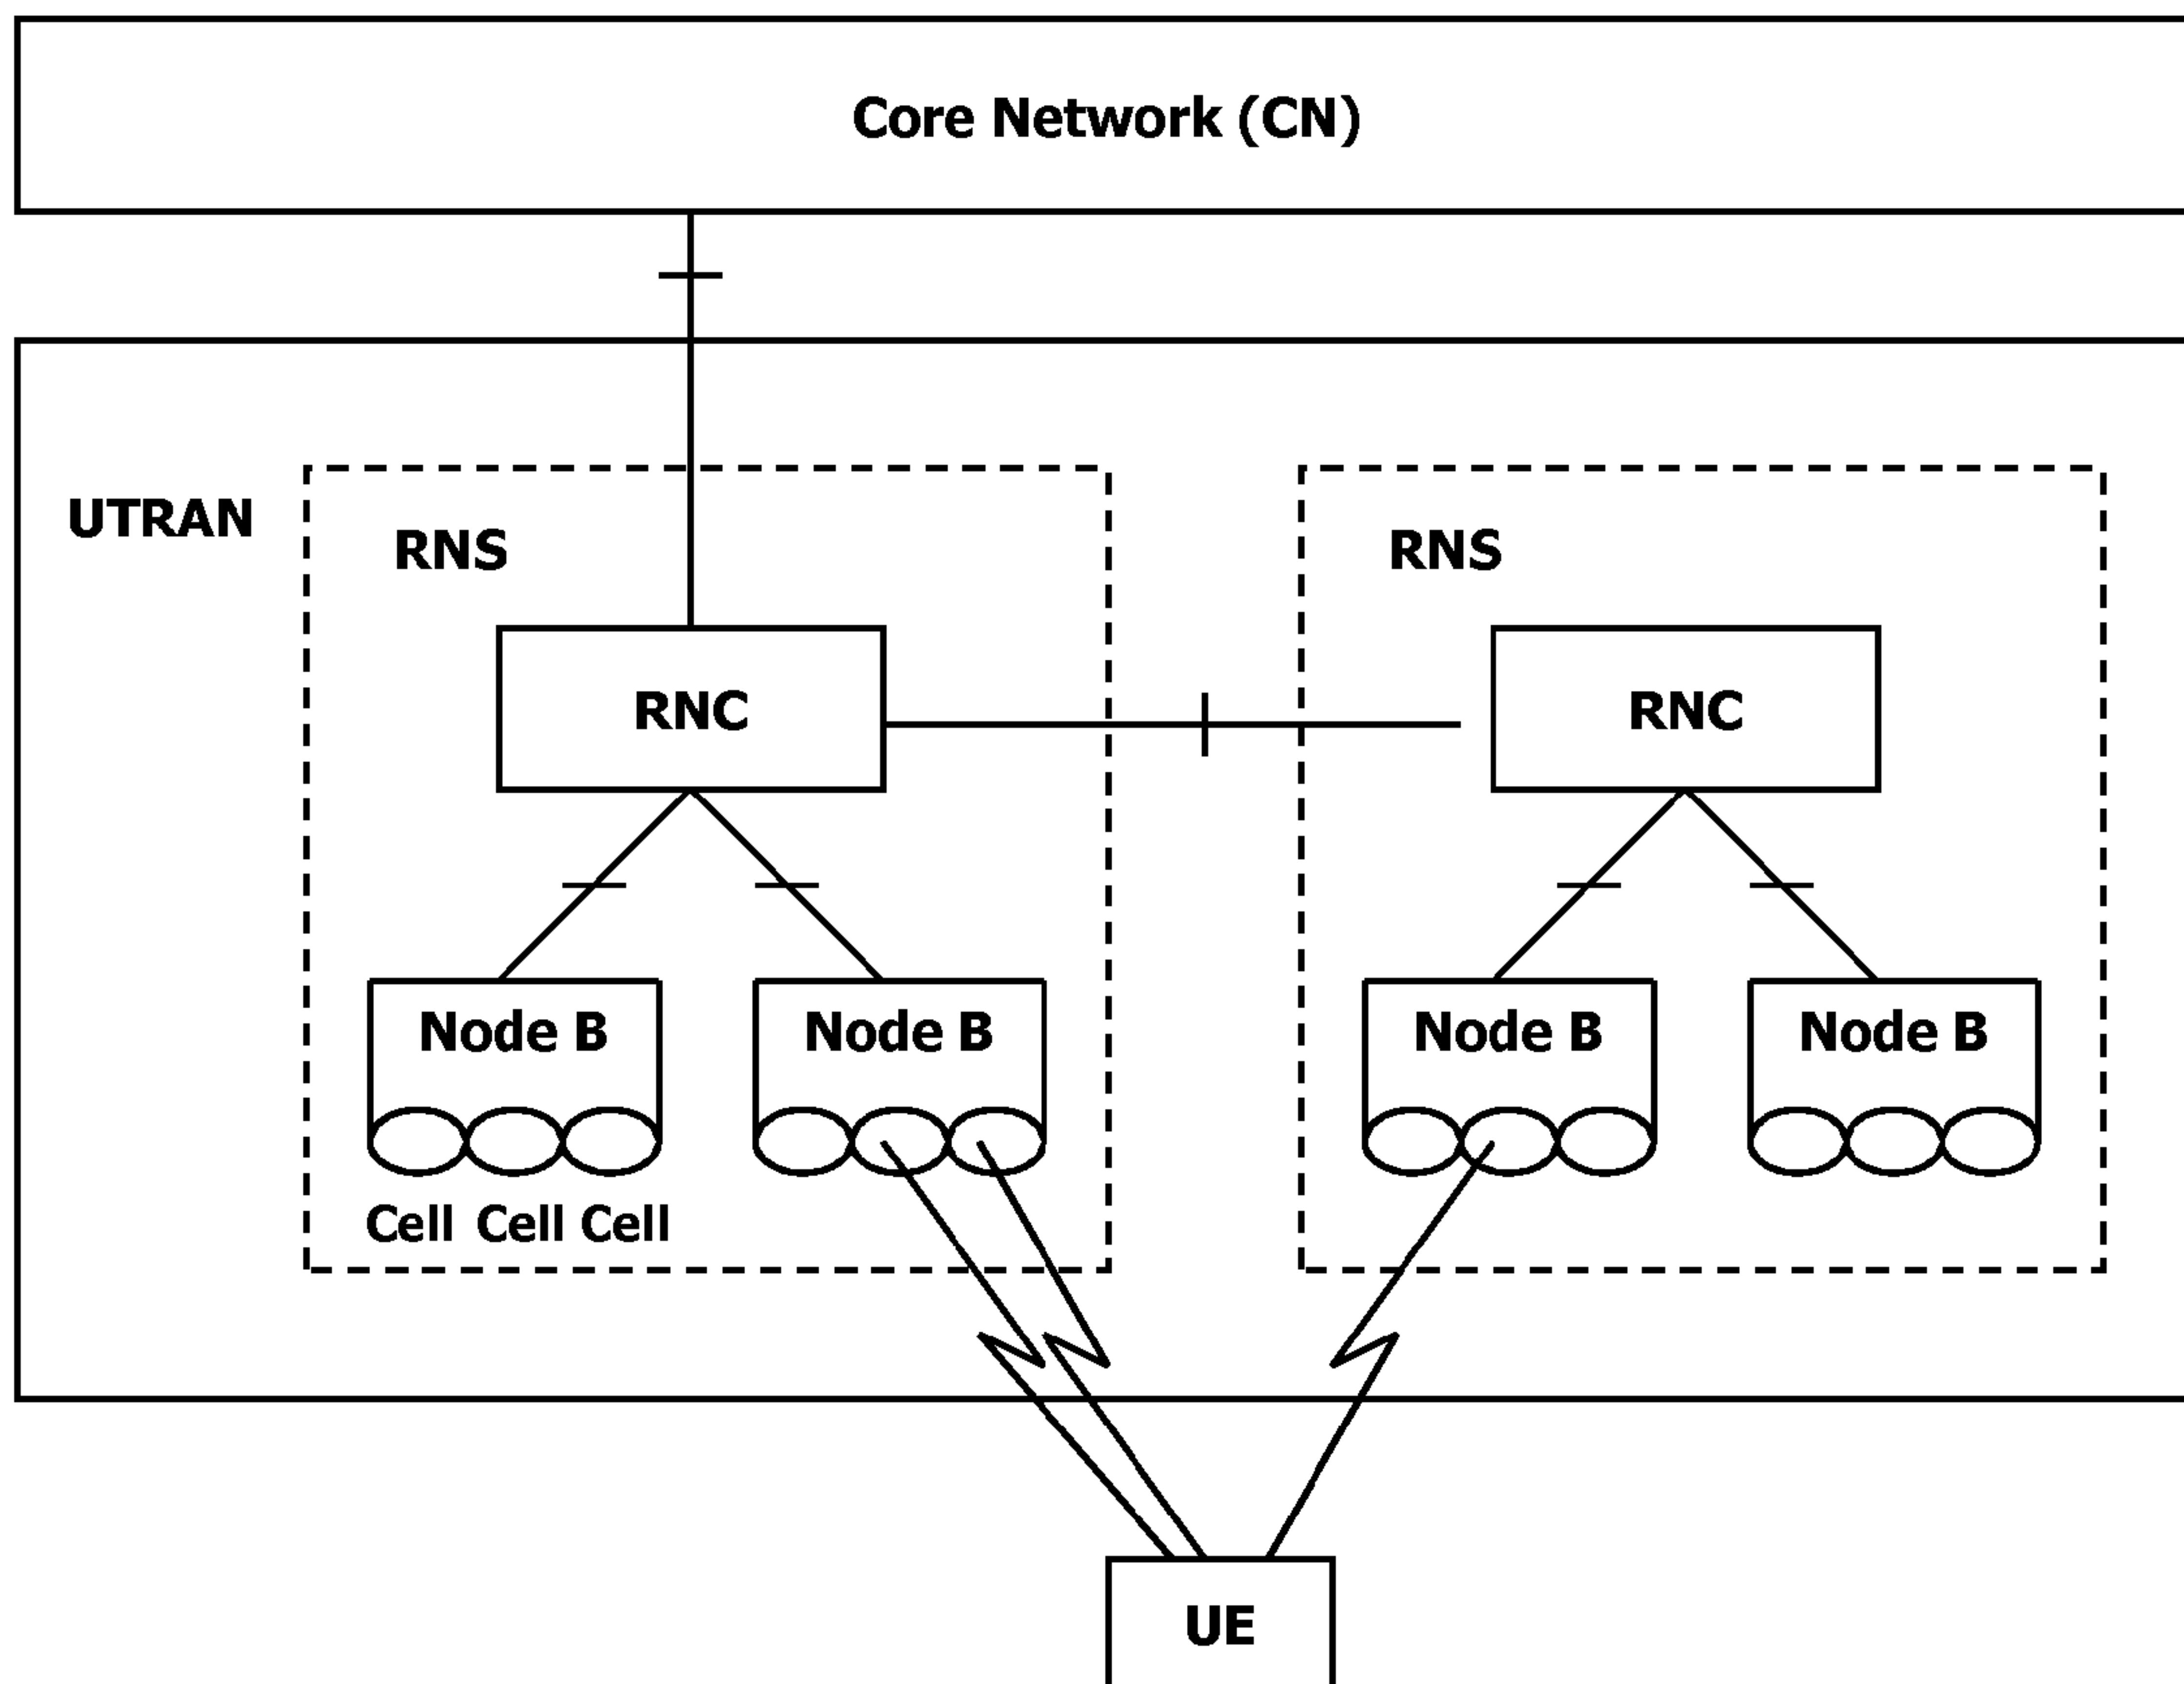 Core Network (CN)
UTRAN
RNS
RNS
RNC
RNC
Node B
Node B
Node B
Node B
Cell Cell Cell
UE